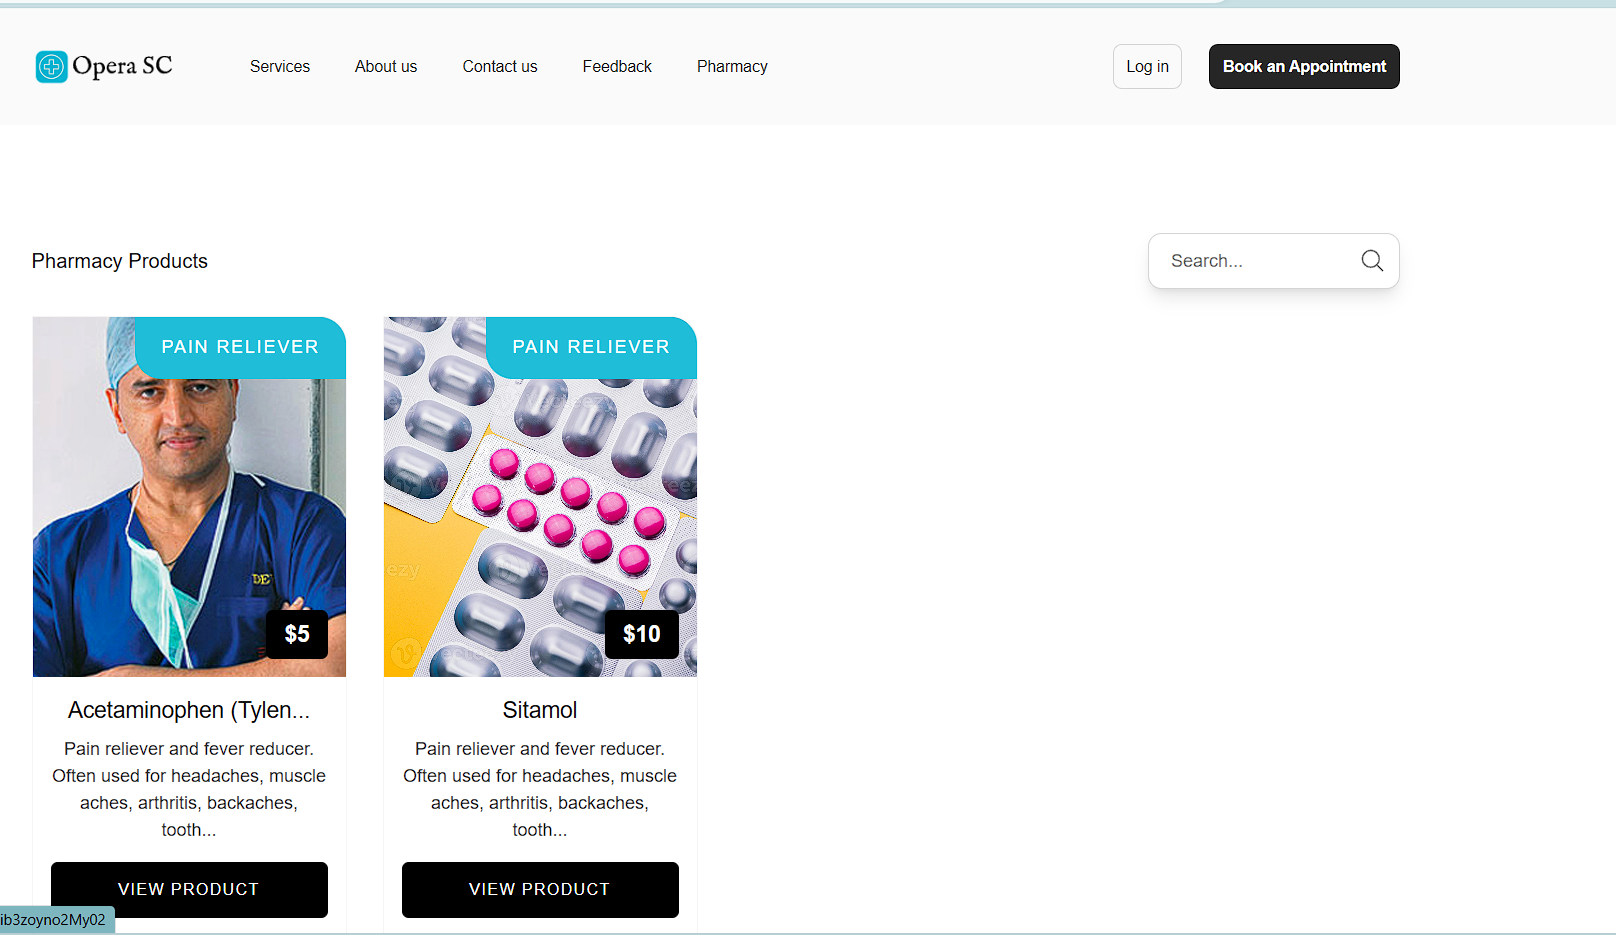 Opera SC
Services
About us
Contact us
Feedback
Pharmacy
Log in
Book an Appointment
Pharmacy Products
Search...
PAIN RELIEVER
$5
Acetaminophen (Tylen...
Pain reliever and fever reducer.
Often used for headaches, muscle
aches, arthritis, backaches,
tooth...
VIEW PRODUCT
PAIN RELIEVER
$10
Sitamol
Pain reliever and fever reducer.
Often used for headaches, muscle
aches, arthritis, backaches,
tooth...
VIEW PRODUCT
ib3zoyno2My02